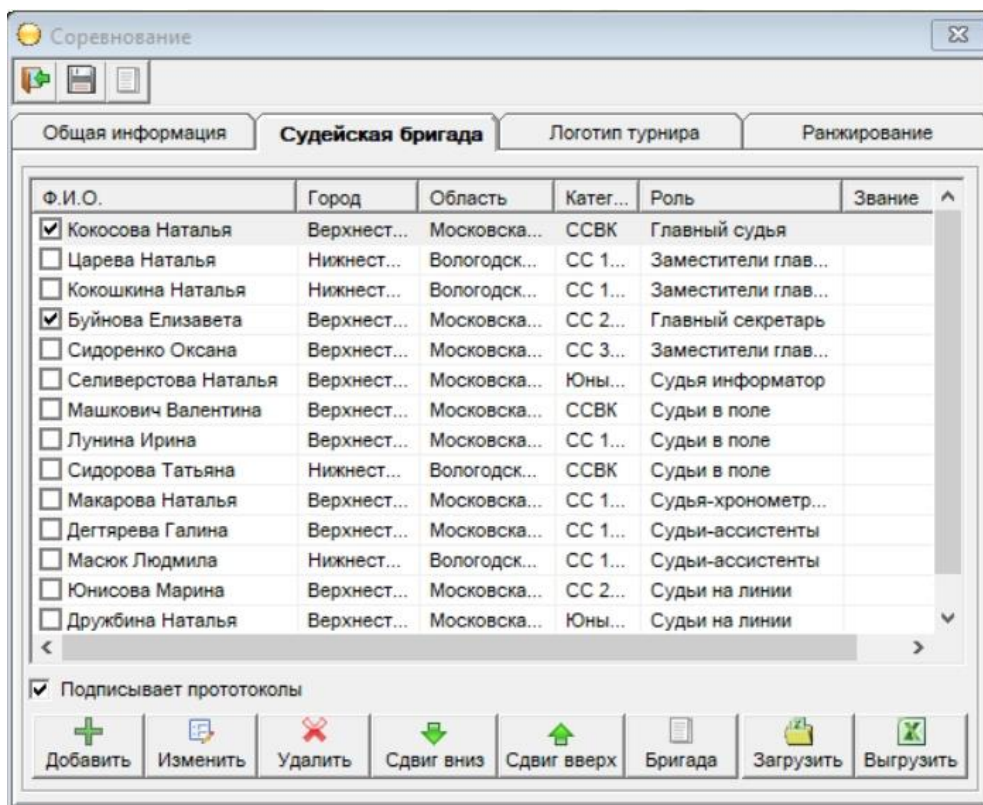 Соревнование
Общая информация Судейская бригада Логотип турнира Ранжирование
Ф.И.О. Город Область Катег... Роль Звание
Кокосова Наталья Верхнест... Московска... ССВК Главный судья
Царева Наталья Нижнест... Вологодск... СС 1... Заместители глав...
Кокошкина Наталья Нижнест... Вологодск... СС 1... Заместители глав...
Буйнова Елизавета Верхнест... Московска... СС 2... Главный секретарь
Сидоренко Оксана Верхнест... Московска... СС 3... Заместители глав...
Селиверстова Наталья Верхнест... Московска... Юны... Судья информатор
Машкович Валентина Верхнест... Московска... ССВК Судьи в поле
Лунина Ирина Верхнест... Московска... СС 1... Судьи в поле
Сидорова Татьяна Нижнест... Вологодск... ССВК Судьи в поле
Макарова Наталья Верхнест... Московска... СС 1... Судья-хронометр...
Дегтярева Галина Верхнест... Московска... СС 1... Судьи-ассистенты
Масюк Людмила Нижнест... Вологодск... СС 1... Судьи-ассистенты
Юнисова Марина Верхнест... Московска... СС 2... Судьи на линии
Дружбина Наталья Верхнест... Московска... Юны... Судьи на линии
Подписывает прототоколы
Добавить Изменить Удалить Сдвиг вниз Сдвиг вверх Бригада Загрузить Выгрузить